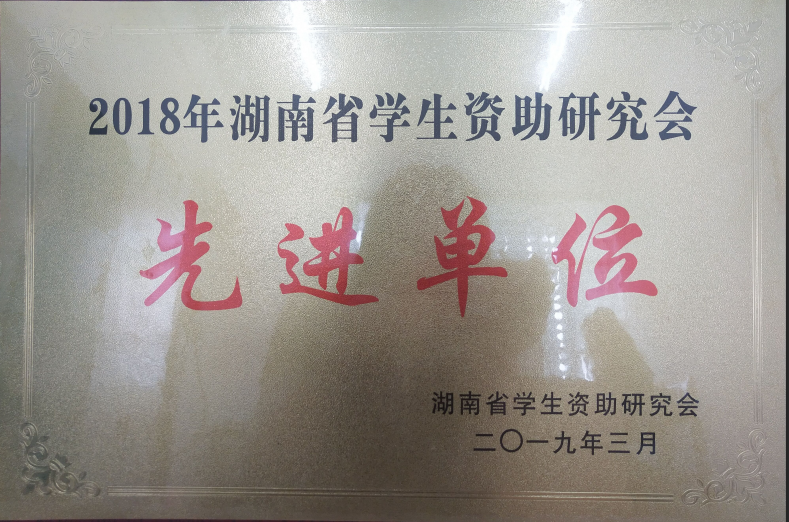 2018年湖南省学生资助研究会
先进单位
湖南省学生资助研究会
二〇一九年三月